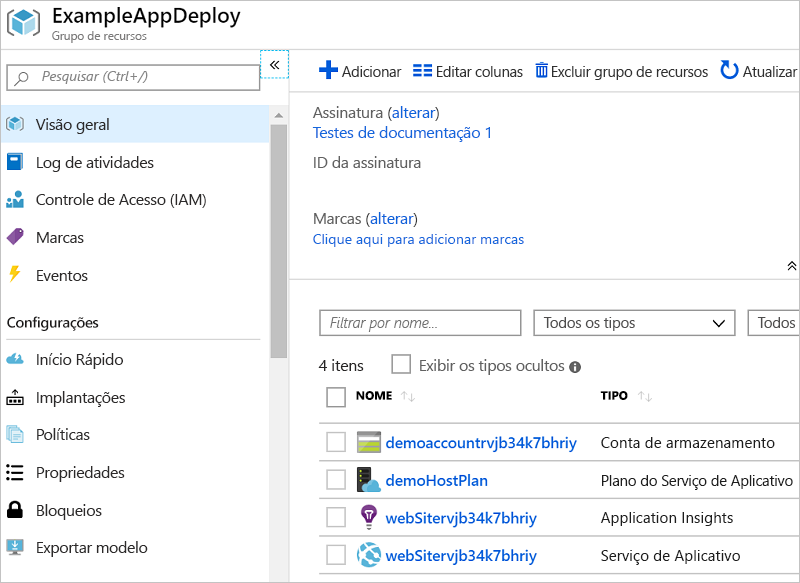 ExampleAppDeploy
Grupo de recursos
Pesquisar (Ctrl+/)
«
Visão geral
Log de atividades
Controle de Acesso (IAM)
Marcas
Eventos
Configurações
Início Rápido
Implantações
Políticas
Propriedades
Bloqueios
Exportar modelo
Adicionar Editar colunas Excluir grupo de recursos Atualizar
Assinatura (alterar)
Testes de documentação 1
ID da assinatura
Marcas (alterar)
Clique aqui para adicionar marcas
Filtrar por nome... Todos os tipos Todos
4 itens Exibir os tipos ocultos
NOME TIPO
demoaccountrvjb34k7bhriy Conta de armazenamento
demoHostPlan Plano do Serviço de Aplicativo
webSitervjb34k7bhriy Application Insights
webSitervjb34k7bhriy Serviço de Aplicativo